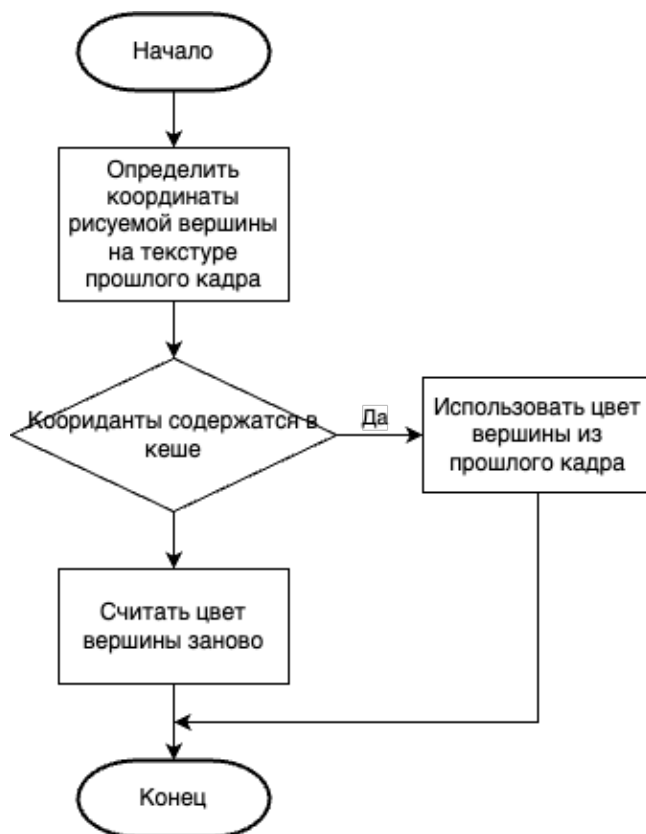 Начало
Определить
координаты
рисуемой вершины
на текстуре
прошлого кадра
Коориданты содержатся в
кеше
Да
Использовать цвет
вершины из
прошлого кадра
Считать цвет
вершины заново
Конец